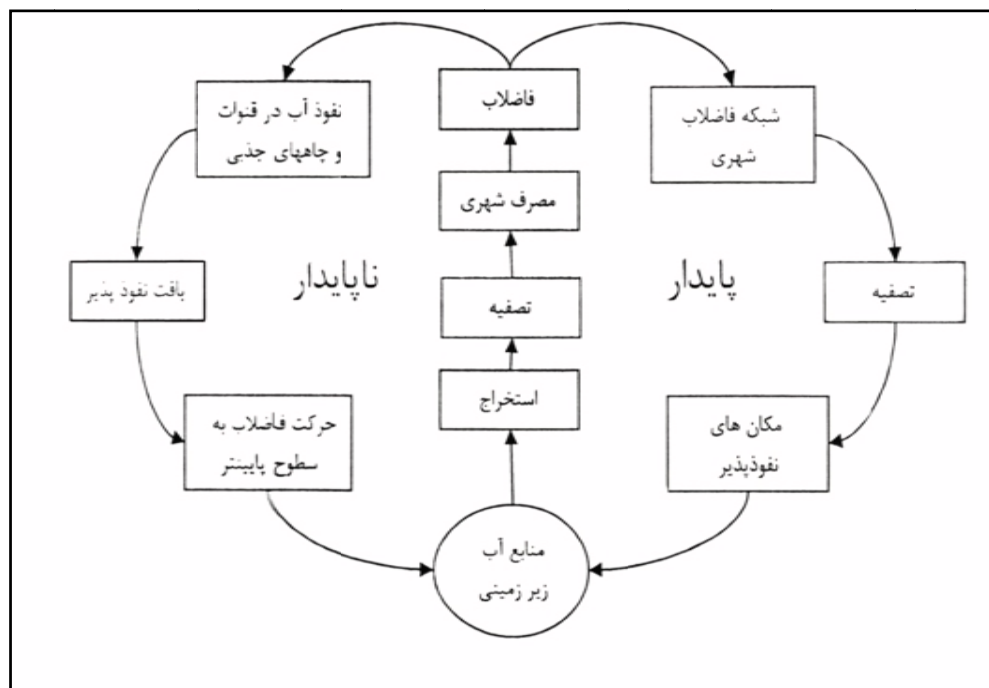 فاضلاب
نفوذ آب در قنوات
و چاههای جذبی
شبکه فاضلاب
شهری
مصرف شهری
پایدار
ناپایدار
تصفیه
بافت نفوذ پذیر
تصفیه
استخراج
مکان های
نفوذپذیر
حرکت فاضلاب به
سطوح پایینتر
منابع آب
زیر زمینی